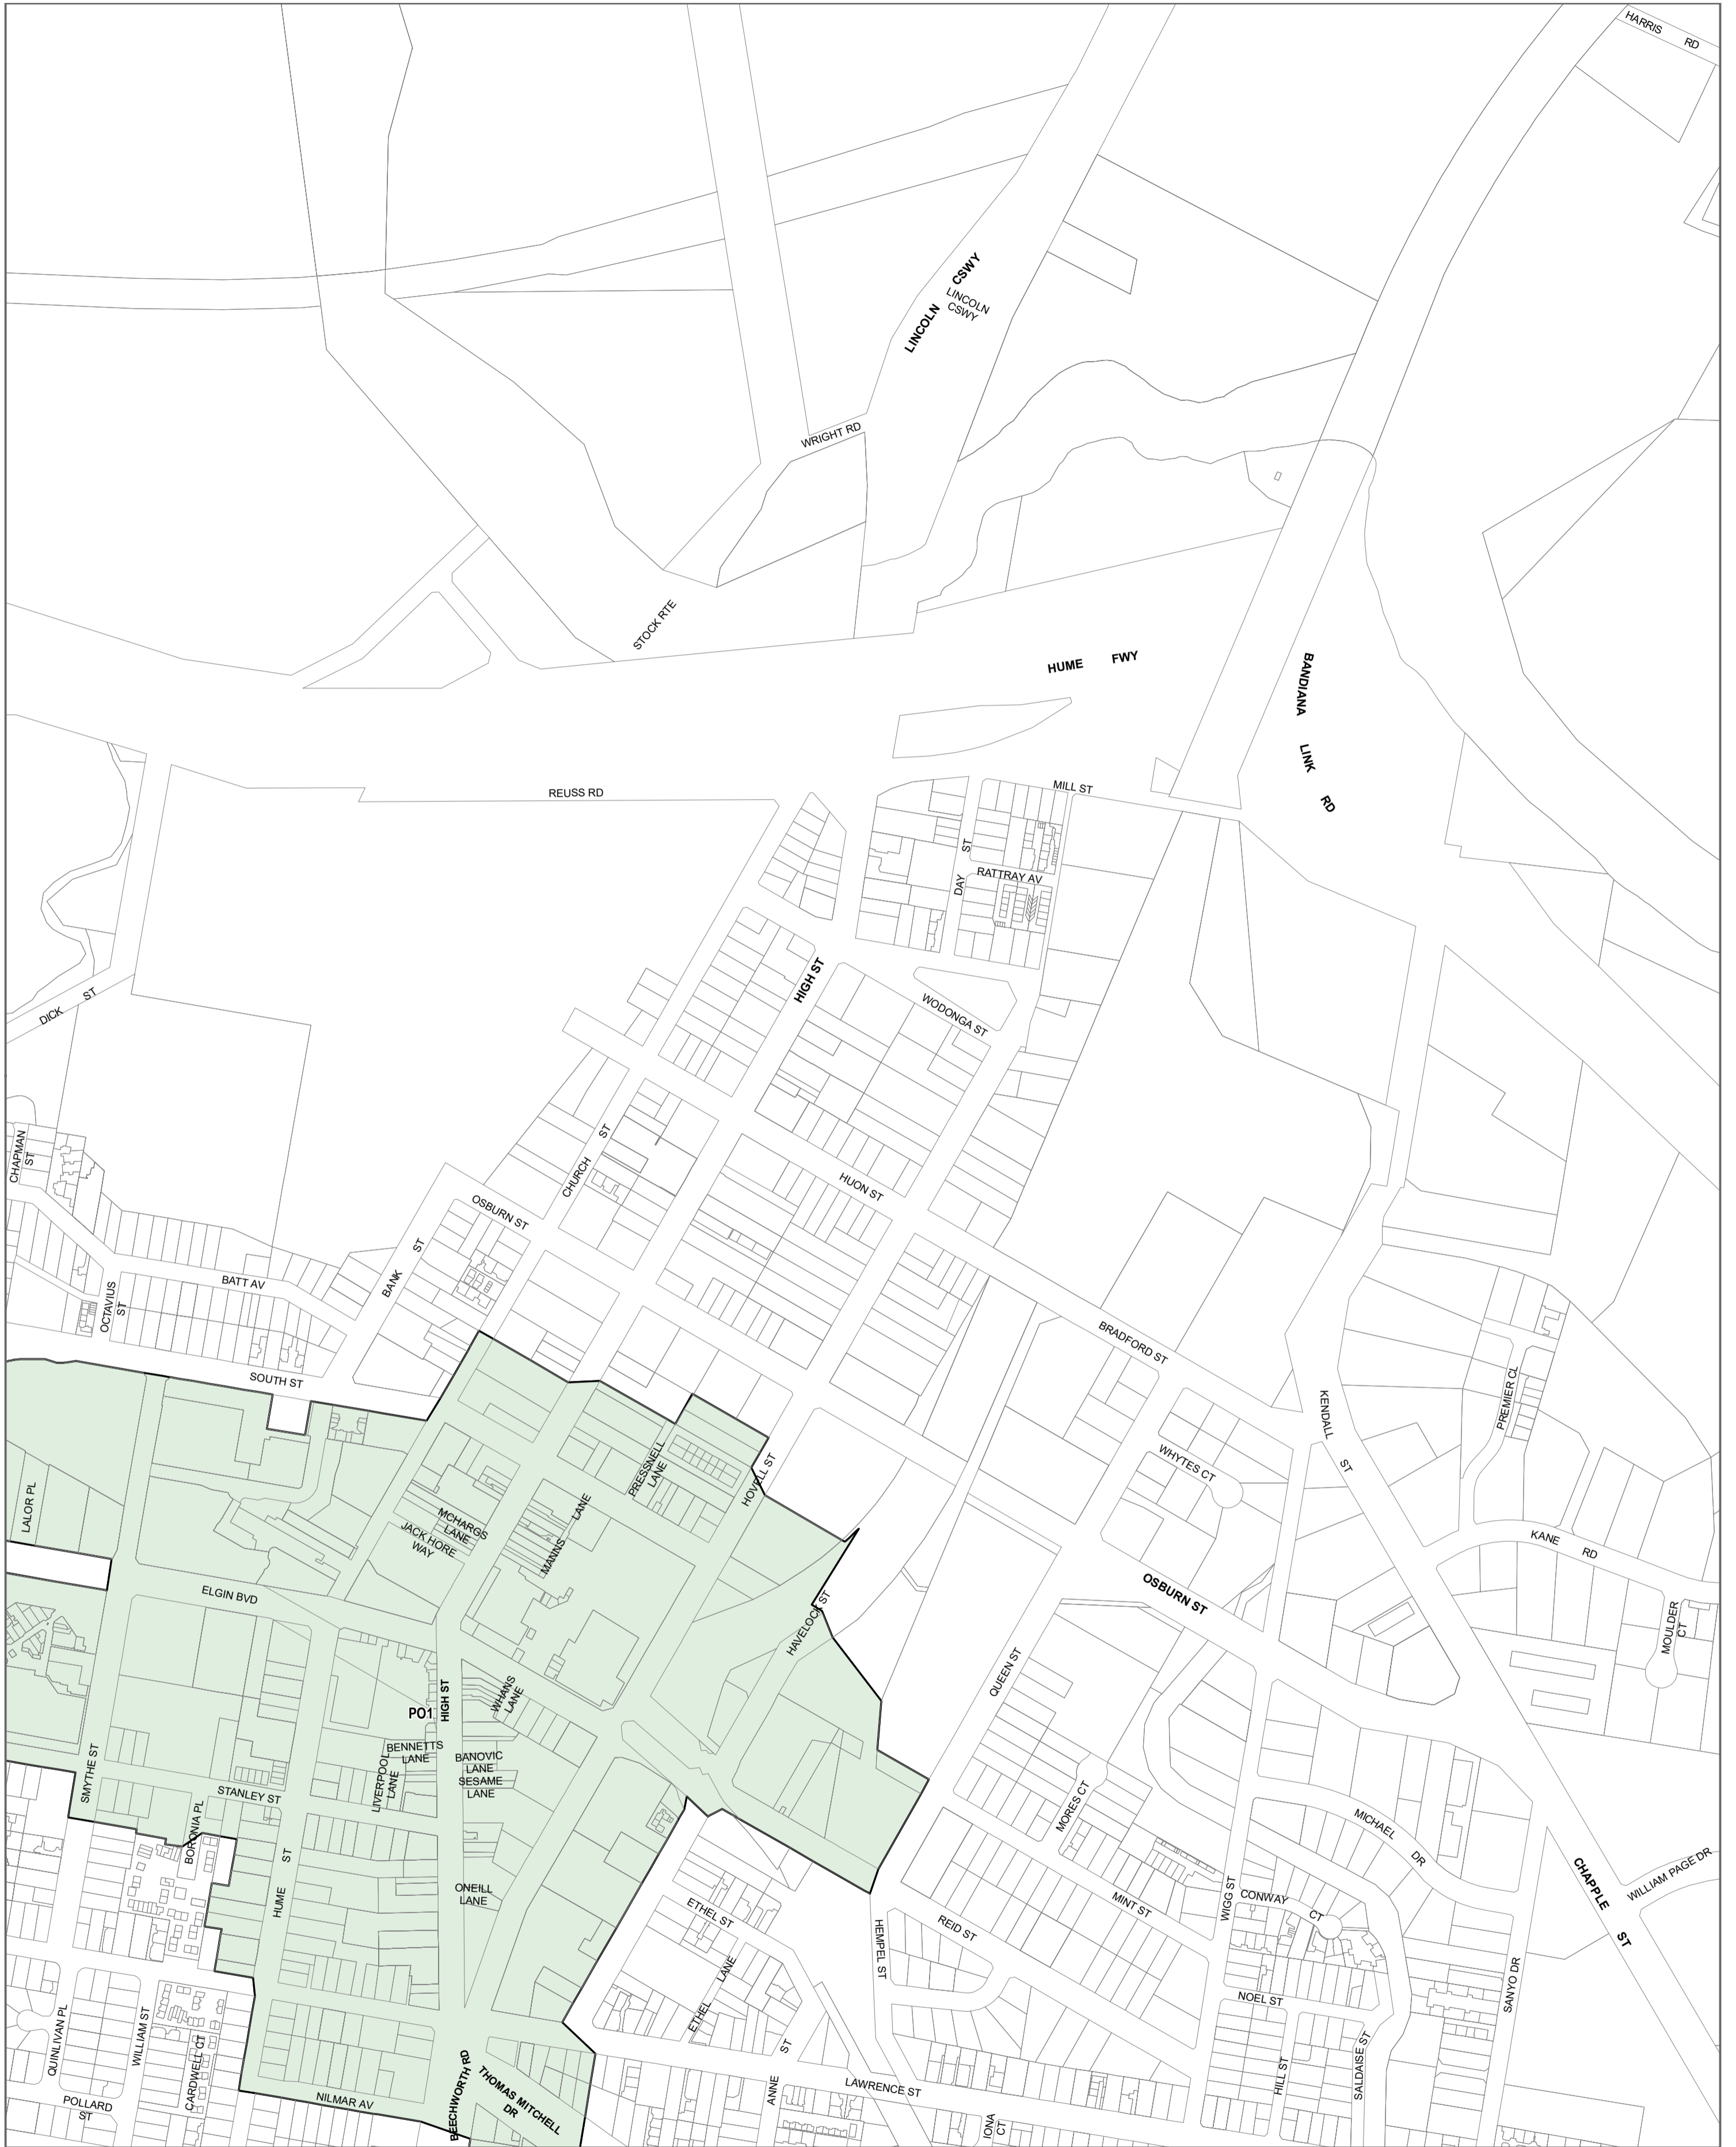 HARRIS RD
LINCOLN CSWY
LINCOLN
CSWY
WRIGHT RD
STOCK RTE
HUME FWY
BANDIANA LINK RD
REUSS RD
MILL ST
DAY ST
RATTRAY AV
HIGH ST
WODONGA ST
DICK ST
CHAPMAN
ST
CHURCH ST
HUON ST
OSBURN ST
BANK ST
BATT AV
OCTAVIUS
ST
SOUTH ST
BRADFORD ST
KENDALL ST
PREMIER CL
WHYTES CT
HOVELL ST
PRESSNELL
LANE
LALOR PL
MCHARGS
LANE
JACK HORE
WAY
MANNS LANE
KANE RD
OSBURN ST
ELGIN BVD
HAVELOCK ST
MOULDER
CT
QUEEN ST
HIGH ST
WHANS
LANE
PO1
BENNETTS
LANE
LIVERPOOL
LANE
BANOVIC
LANE
SESAME
LANE
SMYTHE ST
STANLEY ST
BORONIA PL
MORES CT
MICHAEL DR
HUME ST
ONEILL
LANE
CHAPPLE ST
WILLIAM PAGE DR
WIGG ST
CONWAY CT
MINT ST
ETHEL ST
REID ST
HEMPEL ST
ETHEL LANE
SANYO DR
NOEL ST
QUINLIVAN PL
WILLIAM ST
CARDWELL CT
ANNE ST
HILL ST
SALDAISE ST
LAWRENCE ST
NILMAR AV
POLLARD
ST
BEECHWORTH RD
THOMAS MITCHELL
DR
IONA
CT